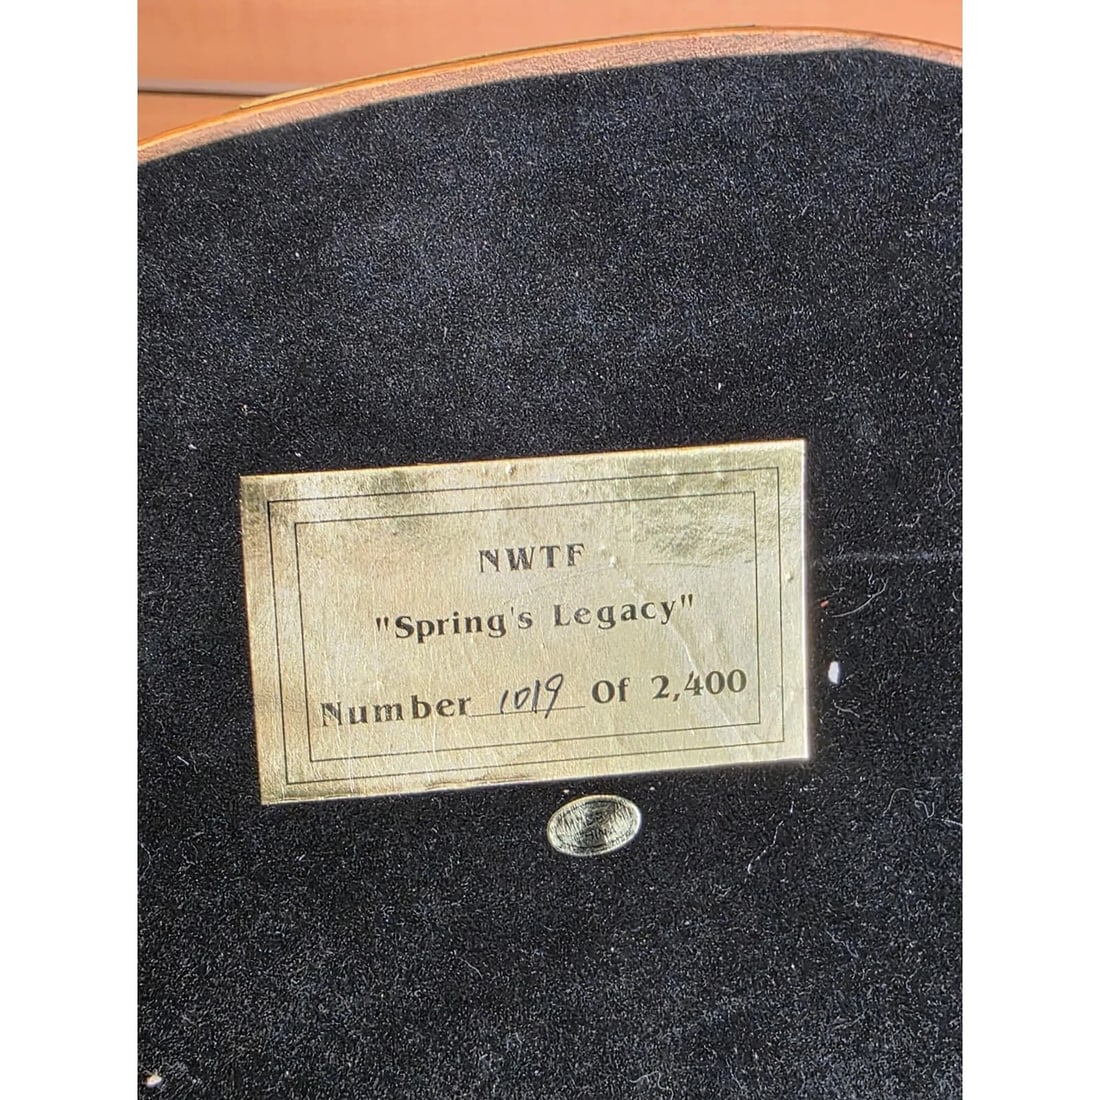 NWTF
"Spring's Legacy"
Number 1019 Of 2,400